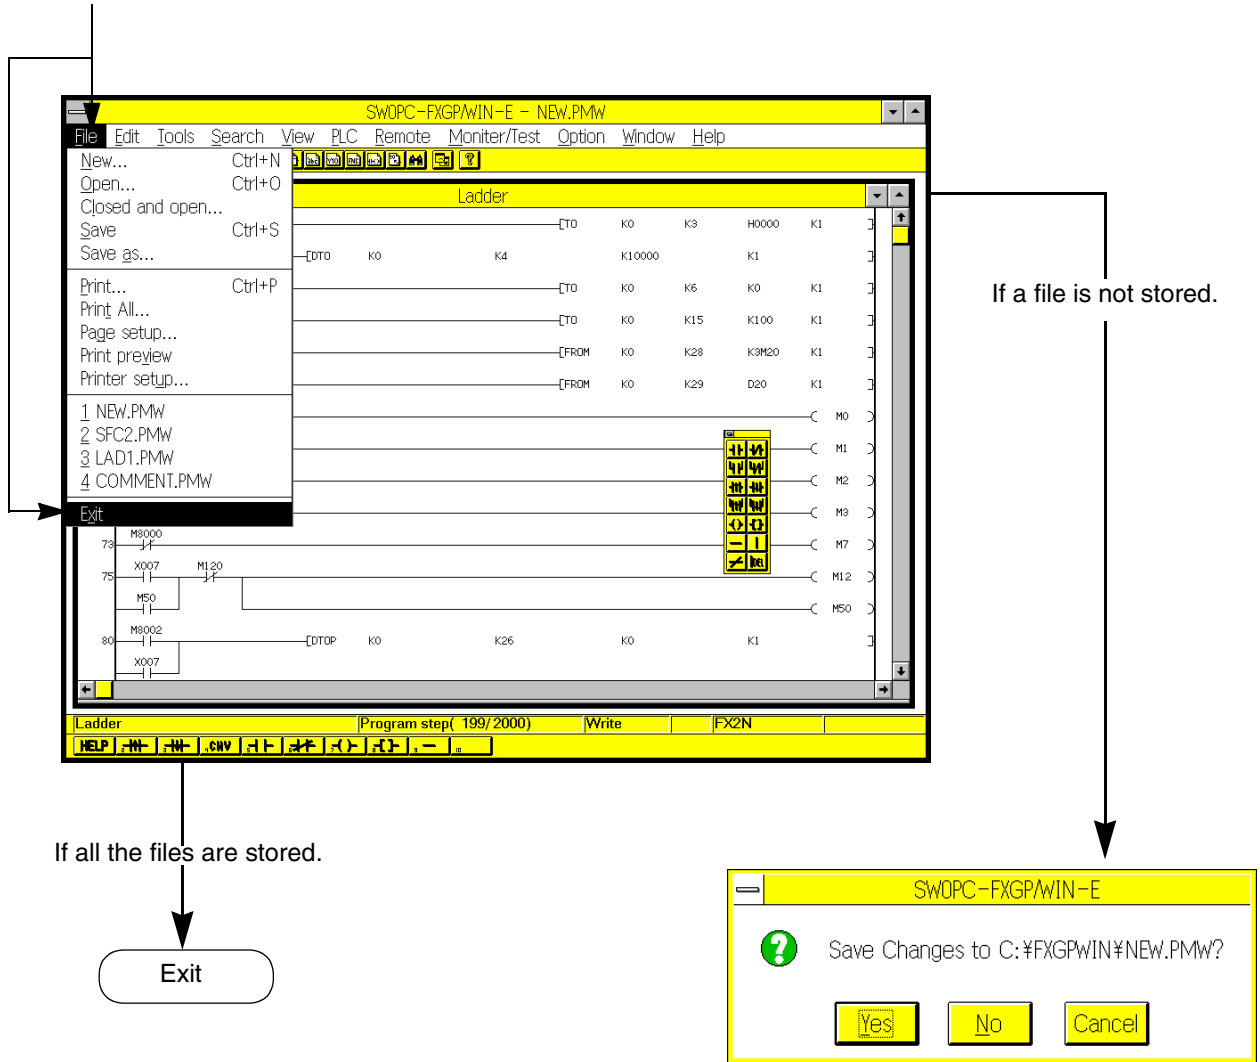 SW0PC-FXGP/WIN-E - NEW.PMW
File Edit Tools Search View PLC Remote Moniter/Test Option Window Help
New... Ctrl+N
Open... Ctrl+O
Closed and open...
Save Ctrl+S
Save as...
Print... Ctrl+P
Print All...
Page setup...
Print preview
Printer setup...
1 NEW.PMW
2 SFC2.PMW
3 LAD1.PMW
4 COMMENT.PMW
Exit
Ladder
[TO K0 K3 H0000 K1 ]
[DTO K0 K4 K10000 K1 ]
[TO K0 K6 K0 K1 ]
[TO K0 K15 K100 K1 ]
[FROM K0 K28 K3M20 K1 ]
[FROM K0 K29 D20 K1 ]
( M0 )
( M1 )
( M2 )
( M3 )
M8000
73 ( M7 )
X007 M120
75 ( M12 )
M50
( M50 )
M8002
80 [DTOP K0 K26 K0 K1 ]
X007
DEL
Ladder Program step( 199/2000) Write FX2N
HELP CNV
If a file is not stored.
If all the files are stored.
Exit
SW0PC-FXGP/WIN-E
Save Changes to C:¥FXGPWIN¥NEW.PMW?
Yes No Cancel